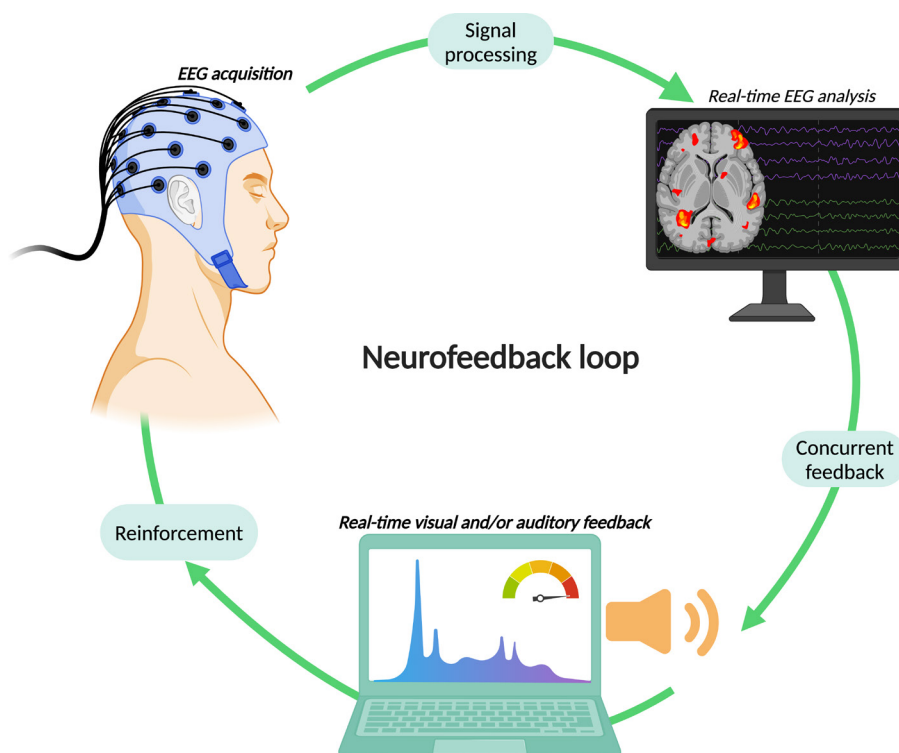 Signal
processing
EEG acquisition
Real-time EEG analysis
Neurofeedback loop
Concurrent
feedback
Real-time visual and/or auditory feedback
Reinforcement